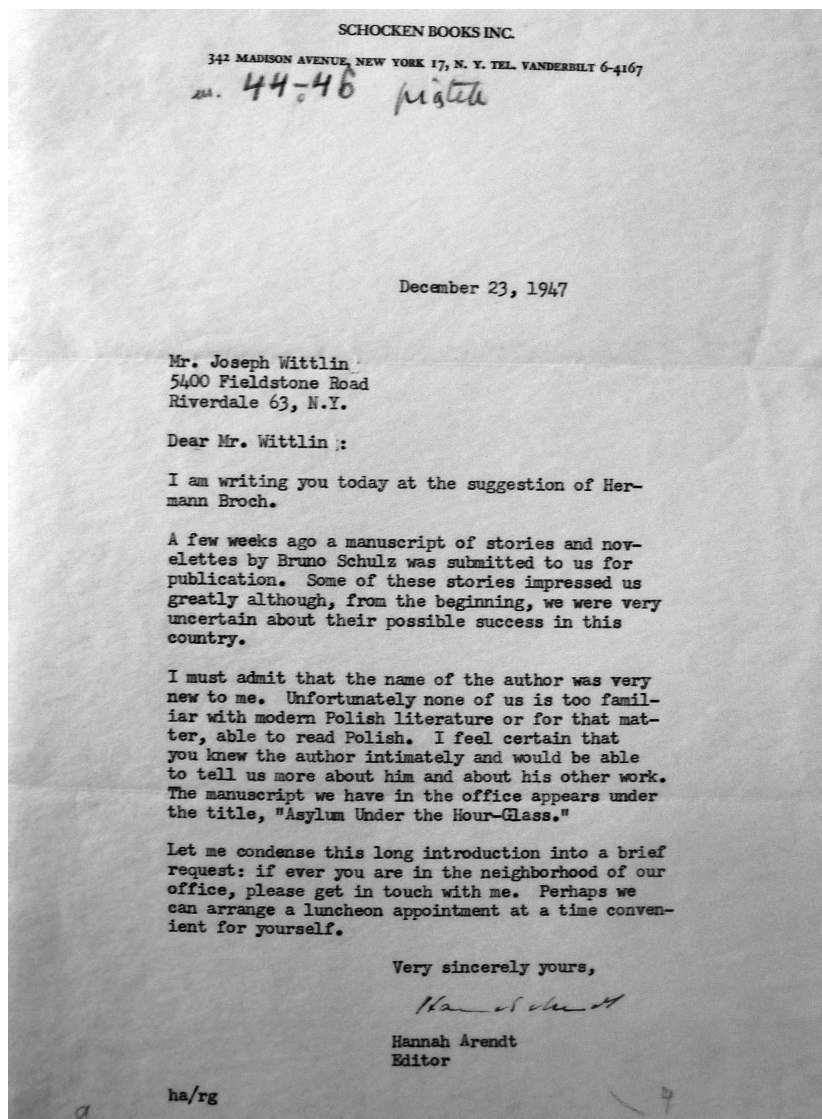 SCHOCKEN BOOKS INC.
342 MADISON AVENUE, NEW YORK 17, N. Y. TEL. VANDERBILT 6-4167
44-46 piątek
December 23, 1947
Mr. Joseph Wittlin
5400 Fieldstone Road
Riverdale 63, N.Y.
Dear Mr. Wittlin :
I am writing you today at the suggestion of Her-
mann Broch.
A few weeks ago a manuscript of stories and nov-
elettes by Bruno Schulz was submitted to us for
publication. Some of these stories impressed us
greatly although, from the beginning, we were very
uncertain about their possible success in this
country.
I must admit that the name of the author was very
new to me. Unfortunately none of us is too famil-
iar with modern Polish literature or for that mat-
ter, able to read Polish. I feel certain that
you knew the author intimately and would be able
to tell us more about him and about his other work.
The manuscript we have in the office appears under
the title, "Asylum Under the Hour-Glass."
Let me condense this long introduction into a brief
request: if ever you are in the neighborhood of our
office, please get in touch with me. Perhaps we
can arrange a luncheon appointment at a time conven-
ient for yourself.
Very sincerely yours,
Hannah Arendt
Hannah Arendt
Editor
ha/rg